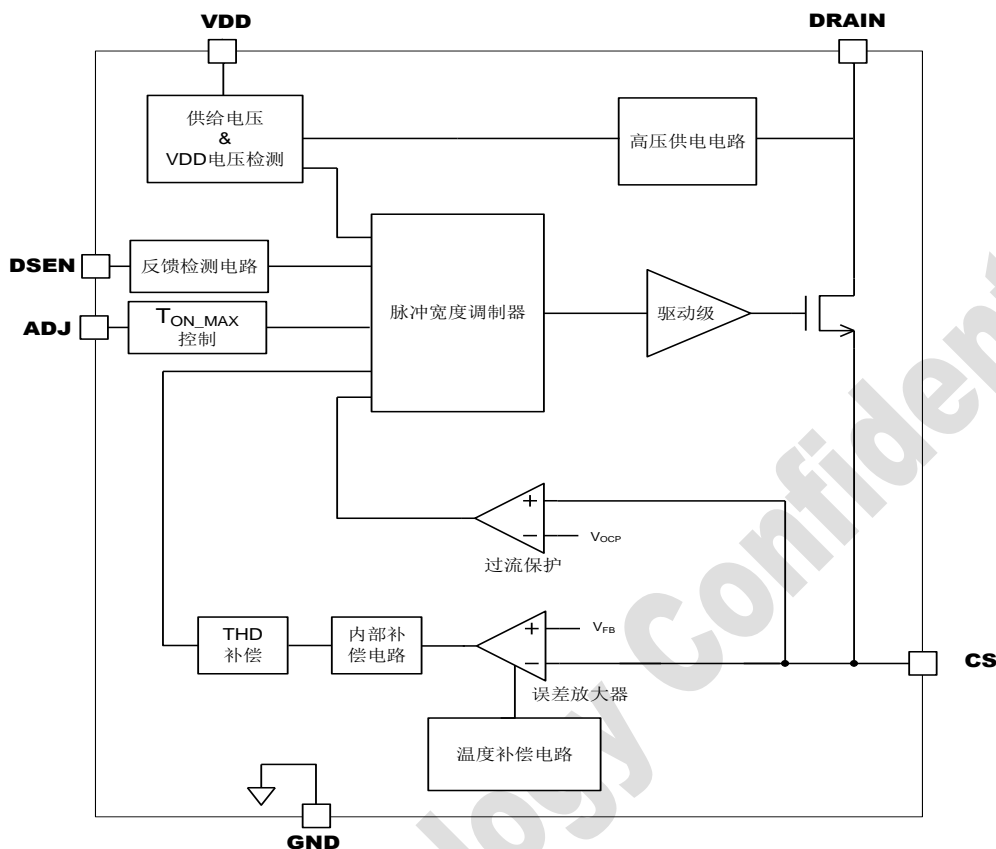 VDD
DRAIN
供给电压
&
VDD电压检测
高压供电电路
DSEN
反馈检测电路
ADJ
TON_MAX
控制
脉冲宽度调制器
驱动级
+
−
VOCP
过流保护
THD
补偿
内部补
偿电路
+
−
VFB
误差放大器
CS
温度补偿电路
GND
ology Confident